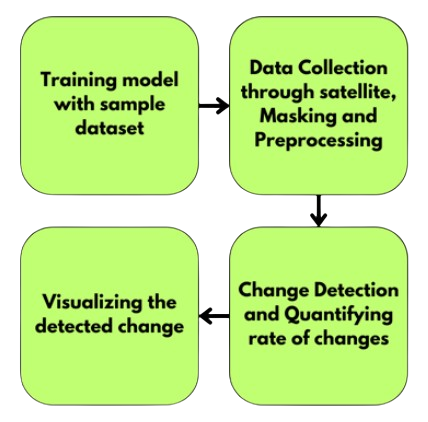 Training model
with sample
dataset
Data Collection
through satellite,
Masking and
Preprocessing
Change Detection
and Quantifying
rate of changes
Visualizing the
detected change